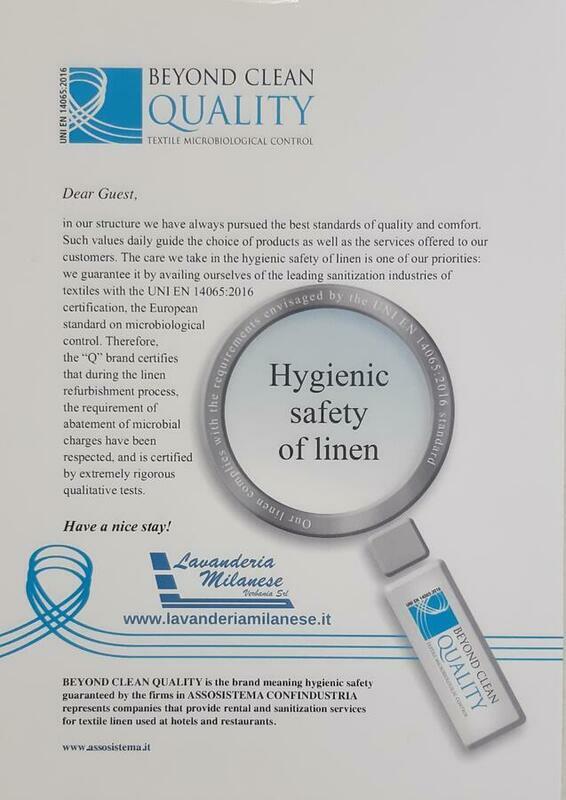 UNI EN 14065:2016
BEYOND CLEAN
QUALITY
TEXTILE MICROBIOLOGICAL CONTROL
Dear Guest,
in our structure we have always pursued the best standards of quality and comfort.
Such values daily guide the choice of products as well as the services offered to our
customers. The care we take in the hygienic safety of linen is one of our priorities:
we guarantee it by availing ourselves of the leading sanitization industries of
textiles with the UNI EN 14065:2016
certification, the European
standard on microbiological
control. Therefore,
the “Q” brand certifies
that during the linen
refurbishment process,
the requirement of
abatement of microbial
charges have been
respected, and is certified
by extremely rigorous
qualitative tests.
Our linen complies with the requirements envisaged by the UNI EN 14065:2016 standard
Hygienic
safety
of linen
Have a nice stay!
Lavanderia
Milanese
Verbania Srl
www.lavanderiamilanese.it
UNI EN 14065:2016
BEYOND CLEAN
QUALITY
TEXTILE MICROBIOLOGICAL CONTROL
BEYOND CLEAN QUALITY is the brand meaning hygienic safety
guaranteed by the firms in ASSOSISTEMA CONFINDUSTRIA
represents companies that provide rental and sanitization services
for textile linen used at hotels and restaurants.
www.assosistema.it